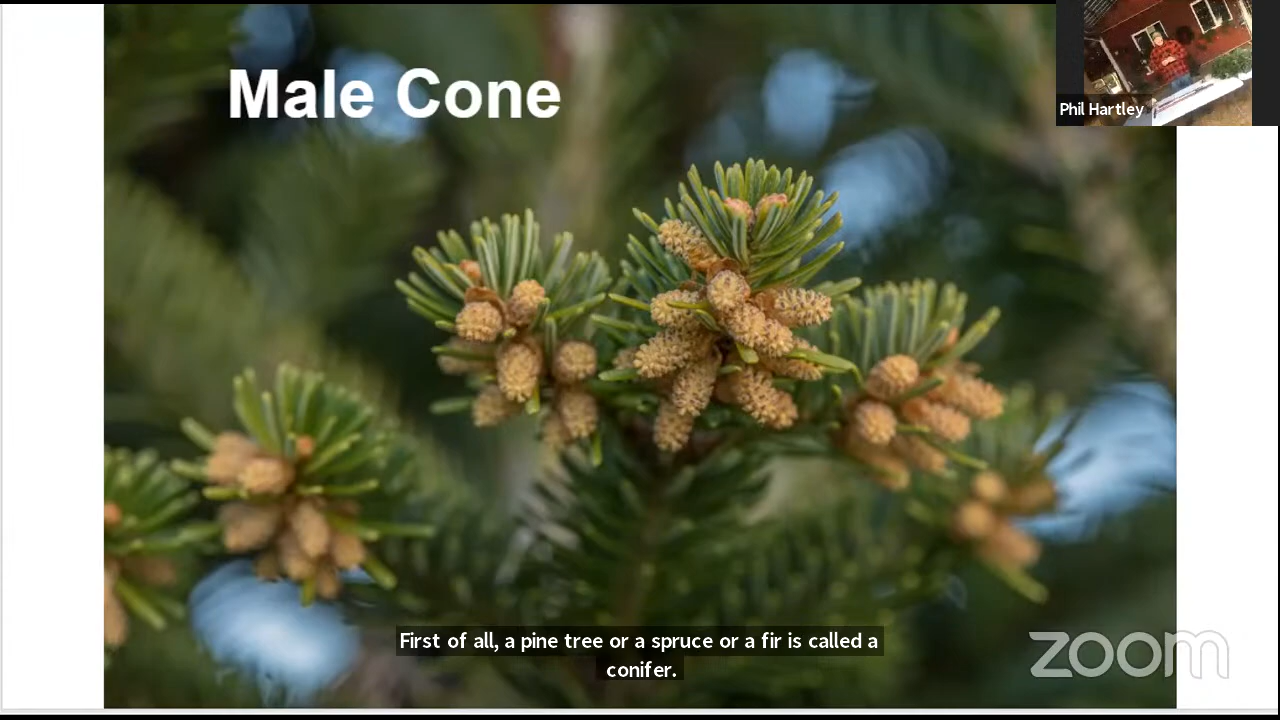 Male Cone
Phil Hartley
First of all, a pine tree or a spruce or a fir is called a
conifer.
zoom